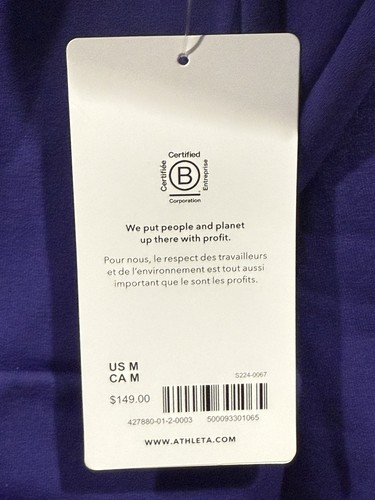 Certified
Certifiée
B
Entreprise
Corporation
We put people and planet
up there with profit.
Pour nous, le respect des travailleurs
et de l'environnement est tout aussi
important que le sont les profits.
US M
CA M
S224-0067
$149.00
427880-01-2-0003 500093301065
WWW.ATHLETA.COM